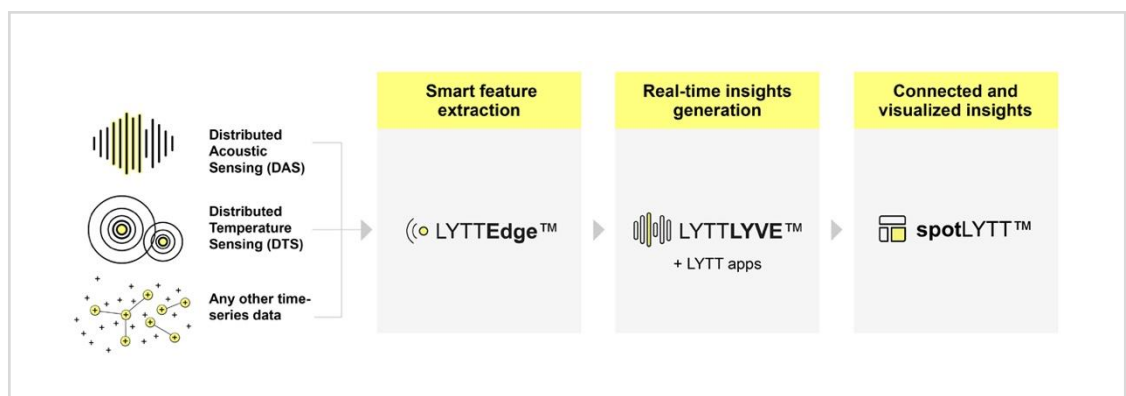 Distributed
Acoustic
Sensing (DAS)
Distributed
Temperature
Sensing (DTS)
Any other time-
series data
Smart feature
extraction
LYTTEdge™
Real-time insights
generation
LYTTLYVE™
+ LYTT apps
Connected and
visualized insights
spotLYTT™